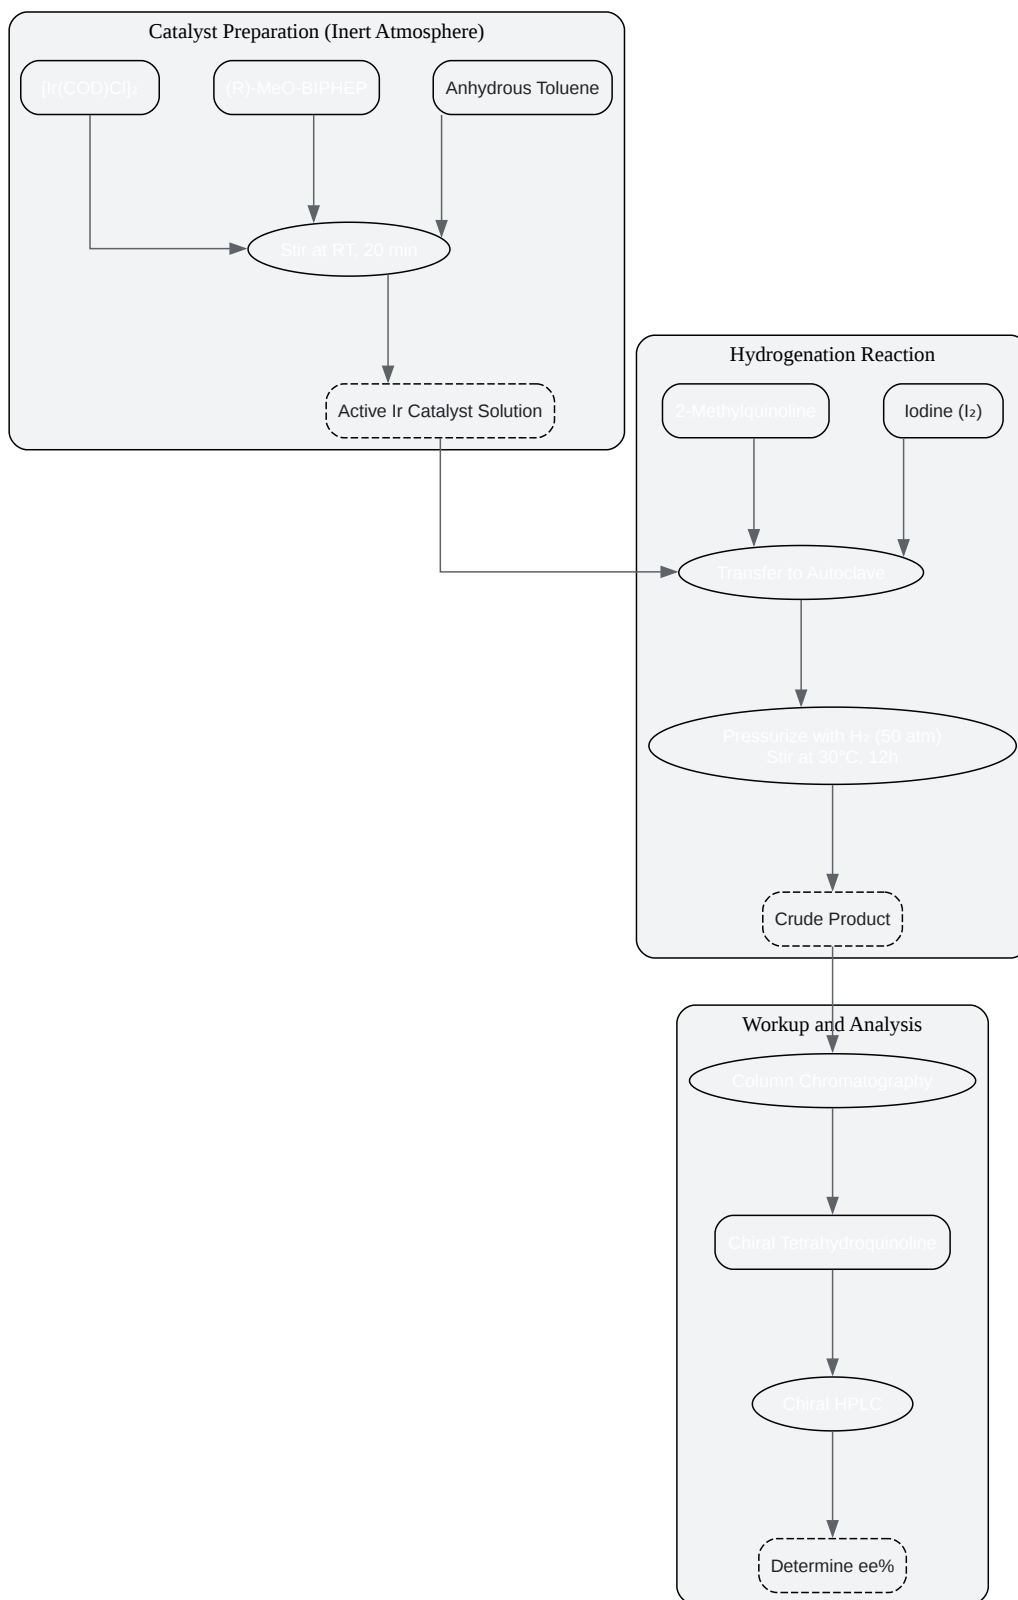 Catalyst Preparation (Inert Atmosphere)
[Ir(COD)Cl]₂
(R)-MeO-BIPHEP
Anhydrous Toluene
Stir at RT, 20 min
Active Ir Catalyst Solution
Hydrogenation Reaction
2-Methylquinoline
Iodine (I₂)
Transfer to Autoclave
Pressurize with H₂ (50 atm)
Stir at 30°C, 12h
Crude Product
Workup and Analysis
Column Chromatography
Chiral Tetrahydroquinoline
Chiral HPLC
Determine ee%